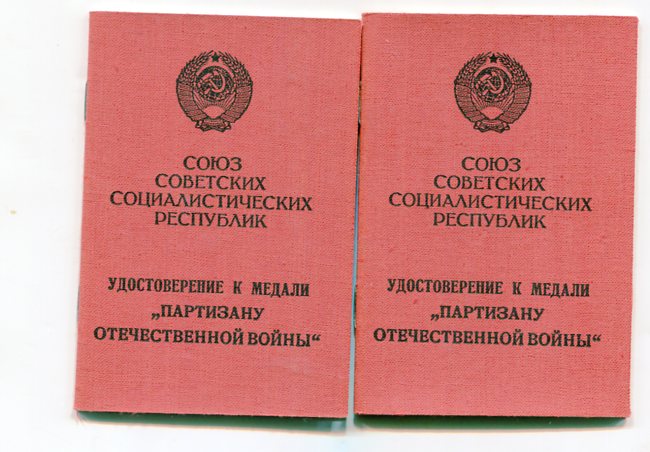 СОЮЗ
СОВЕТСКИХ
СОЦИАЛИСТИЧЕСКИХ
РЕСПУБЛИК
УДОСТОВЕРЕНИЕ К МЕДАЛИ
„ПАРТИЗАНУ
ОТЕЧЕСТВЕННОЙ ВОЙНЫ“
СОЮЗ
СОВЕТСКИХ
СОЦИАЛИСТИЧЕСКИХ
РЕСПУБЛИК
УДОСТОВЕРЕНИЕ К МЕДАЛИ
„ПАРТИЗАНУ
ОТЕЧЕСТВЕННОЙ ВОЙНЫ“